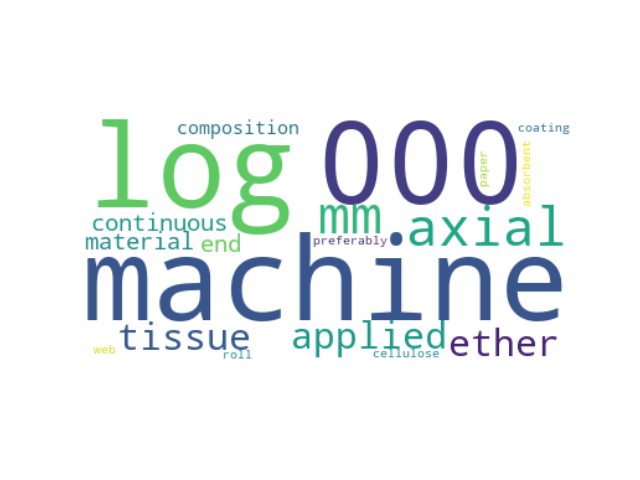 composition
coating
log 000
paper
absorbent
continuous
mm
axial
material
end
preferably
machine
tissue
applied
ether
web
roll
cellulose